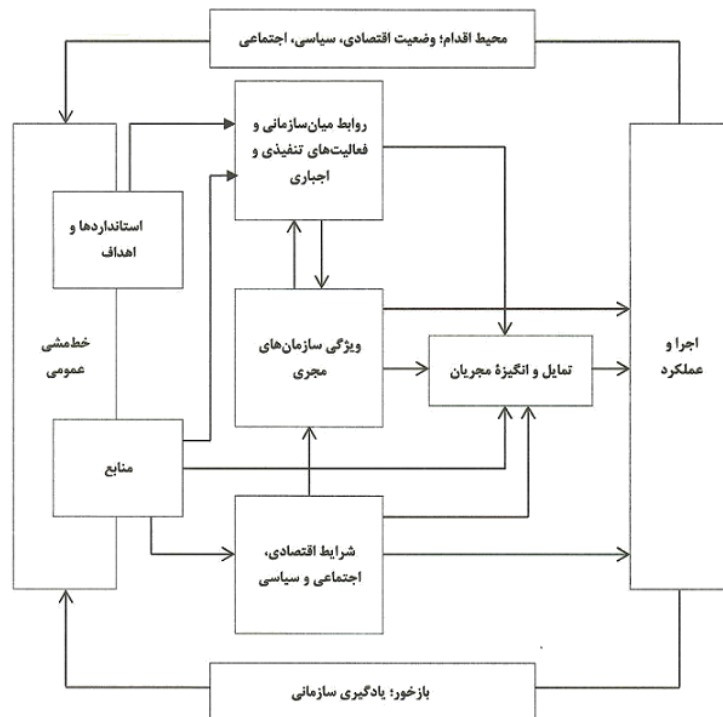 محیط اقدام؛ وضعیت اقتصادی، سیاسی، اجتماعی
روابط میان‌سازمانی و
فعالیت‌های تنفیذی و
اجباری
استانداردها و
اهداف
خط‌مشی
عمومی
ویژگی سازمان‌های
مجری
تمایل و انگیزهٔ مجریان
اجرا و
عملکرد
منابع
شرایط اقتصادی،
اجتماعی و سیاسی
بازخور؛ یادگیری سازمانی